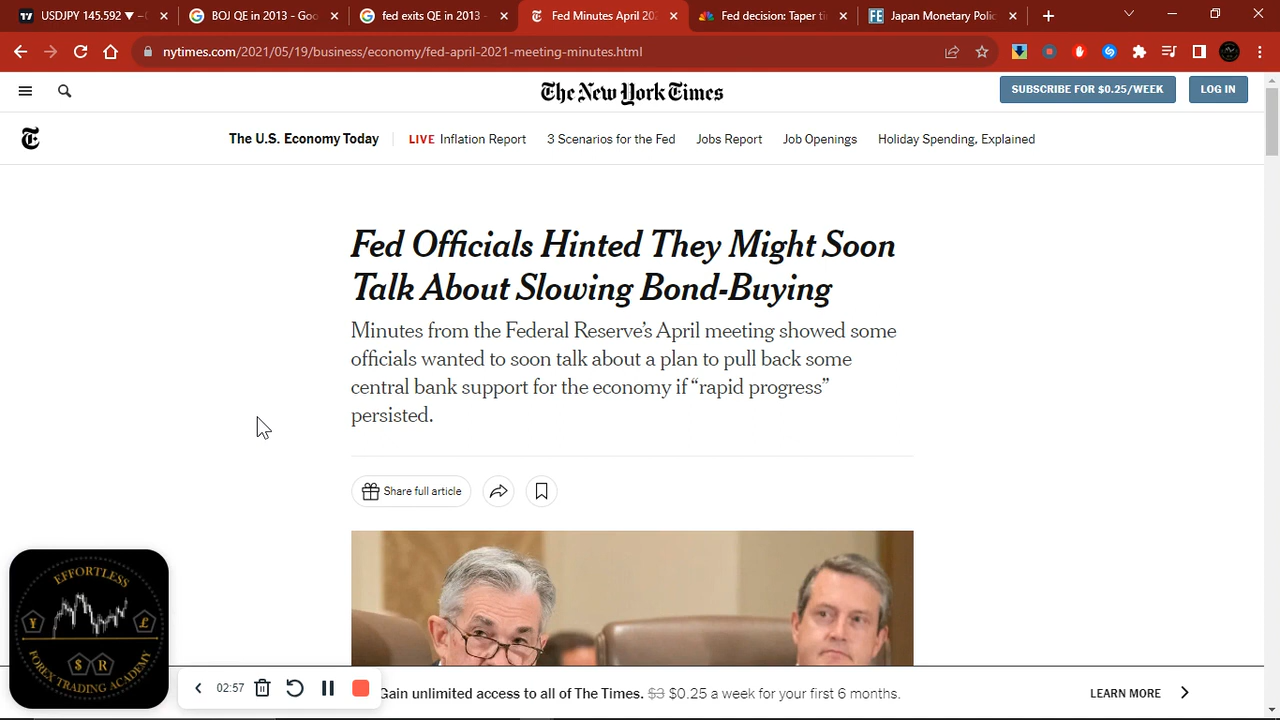 USDJPY 145.592 ▼
BOJ QE in 2013 - Goo
fed exits QE in 2013 -
Fed Minutes April 202
Fed decision: Taper ti
Japan Monetary Polic
nytimes.com/2021/05/19/business/economy/fed-april-2021-meeting-minutes.html
The New York Times
SUBSCRIBE FOR $0.25/WEEK
LOG IN
The U.S. Economy Today
LIVE Inflation Report
3 Scenarios for the Fed
Jobs Report
Job Openings
Holiday Spending, Explained
Fed Officials Hinted They Might Soon
Talk About Slowing Bond-Buying
Minutes from the Federal Reserve’s April meeting showed some
officials wanted to soon talk about a plan to pull back some
central bank support for the economy if “rapid progress”
persisted.
Share full article
EFFORTLESS
FOREX TRADING ACADEMY
02:57
Gain unlimited access to all of The Times. $3 $0.25 a week for your first 6 months.
LEARN MORE